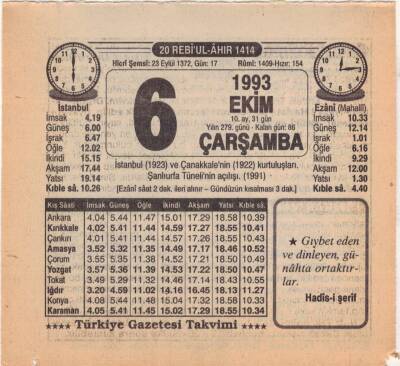 20 REBİ'UL-ÂHIR 1414
Hicrî Şemsî: 23 Eylül 1372, Gün: 17 Rûmî: 1409-Hızır: 154
6
1993
EKİM
10. ay, 31 gün
Yılın 279. günü - Kalan gün: 86
ÇARŞAMBA
İstanbul
İmsak 4.19
Güneş 6.00
İşrak 6.47
Öğle 12.02
İkindi 15.15
Akşam 17.44
Yatsı 19.14
Kıble sâ. 10.26
Ezânî (Mahallî)
İmsak 10.33
Güneş 12.14
İşrak 1.01
Öğle 6.16
İkindi 9.29
Akşam 12.00
Yatsı 1.30
Kıble sâ. 4.40
İstanbul (1923) ve Çanakkale'nin (1922) kurtuluşları.
Şanlıurfa Tüneli'nin açılışı. (1991)
[Ezânî sâat 2 dak. ileri alınır – Gündüzün kısalması 3 dak.]
Kış Sâati İmsak Güneş Öğle İkindi Akşam Yatsı Kıble sâ.
Ankara 4.04 5.44 11.47 15.01 17.29 18.58 10.39
Kırıkkale 4.02 5.41 11.44 14.59 17.27 18.55 10.41
Çankırı 4.01 5.41 11.44 14.57 17.26 18.55 10.43
Amasya 3.52 5.32 11.35 14.49 17.17 18.46 10.52
Çorum 3.55 5.35 11.38 14.52 17.21 18.50 10.49
Yozgat 3.57 5.36 11.39 14.53 17.22 18.50 10.47
Tokat 3.49 5.29 11.32 14.46 17.14 18.43 10.55
Iğdır 3.20 4.59 11.02 14.16 16.45 18.13 11.27
Konya 4.08 5.44 11.48 15.04 17.32 18.58 10.33
Karaman 4.05 5.41 11.45 15.02 17.29 18.55 10.34
★ Gıybet eden
ve dinleyen, gü-
nâhta ortaktır-
lar.
Hadîs-i şerîf
★★★★ Türkiye Gazetesi Takvimi ★★★★